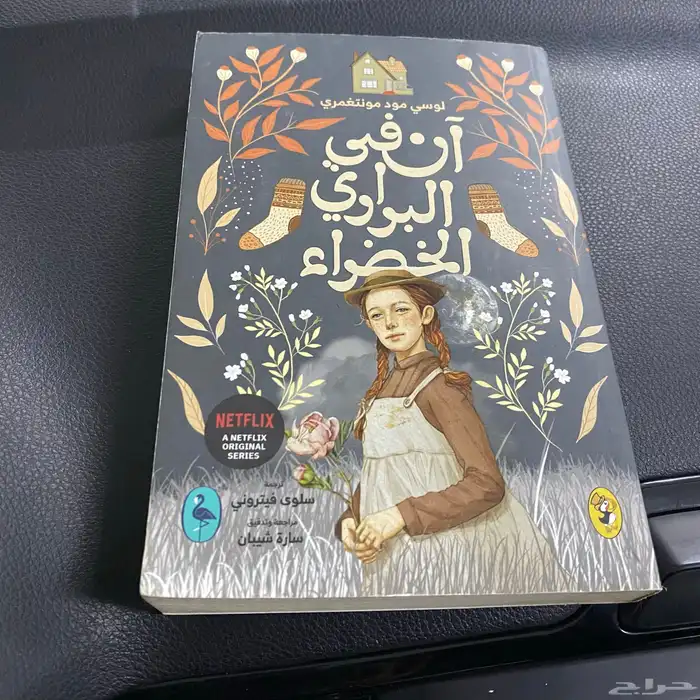 لوسي مود مونتغمري
آن في
البراري
الخضراء
NETFLIX
A NETFLIX
ORIGINAL
SERIES
ترجمة
سلوى فيتروني
مراجعة وتدقيق
سارة شيبان
حراج